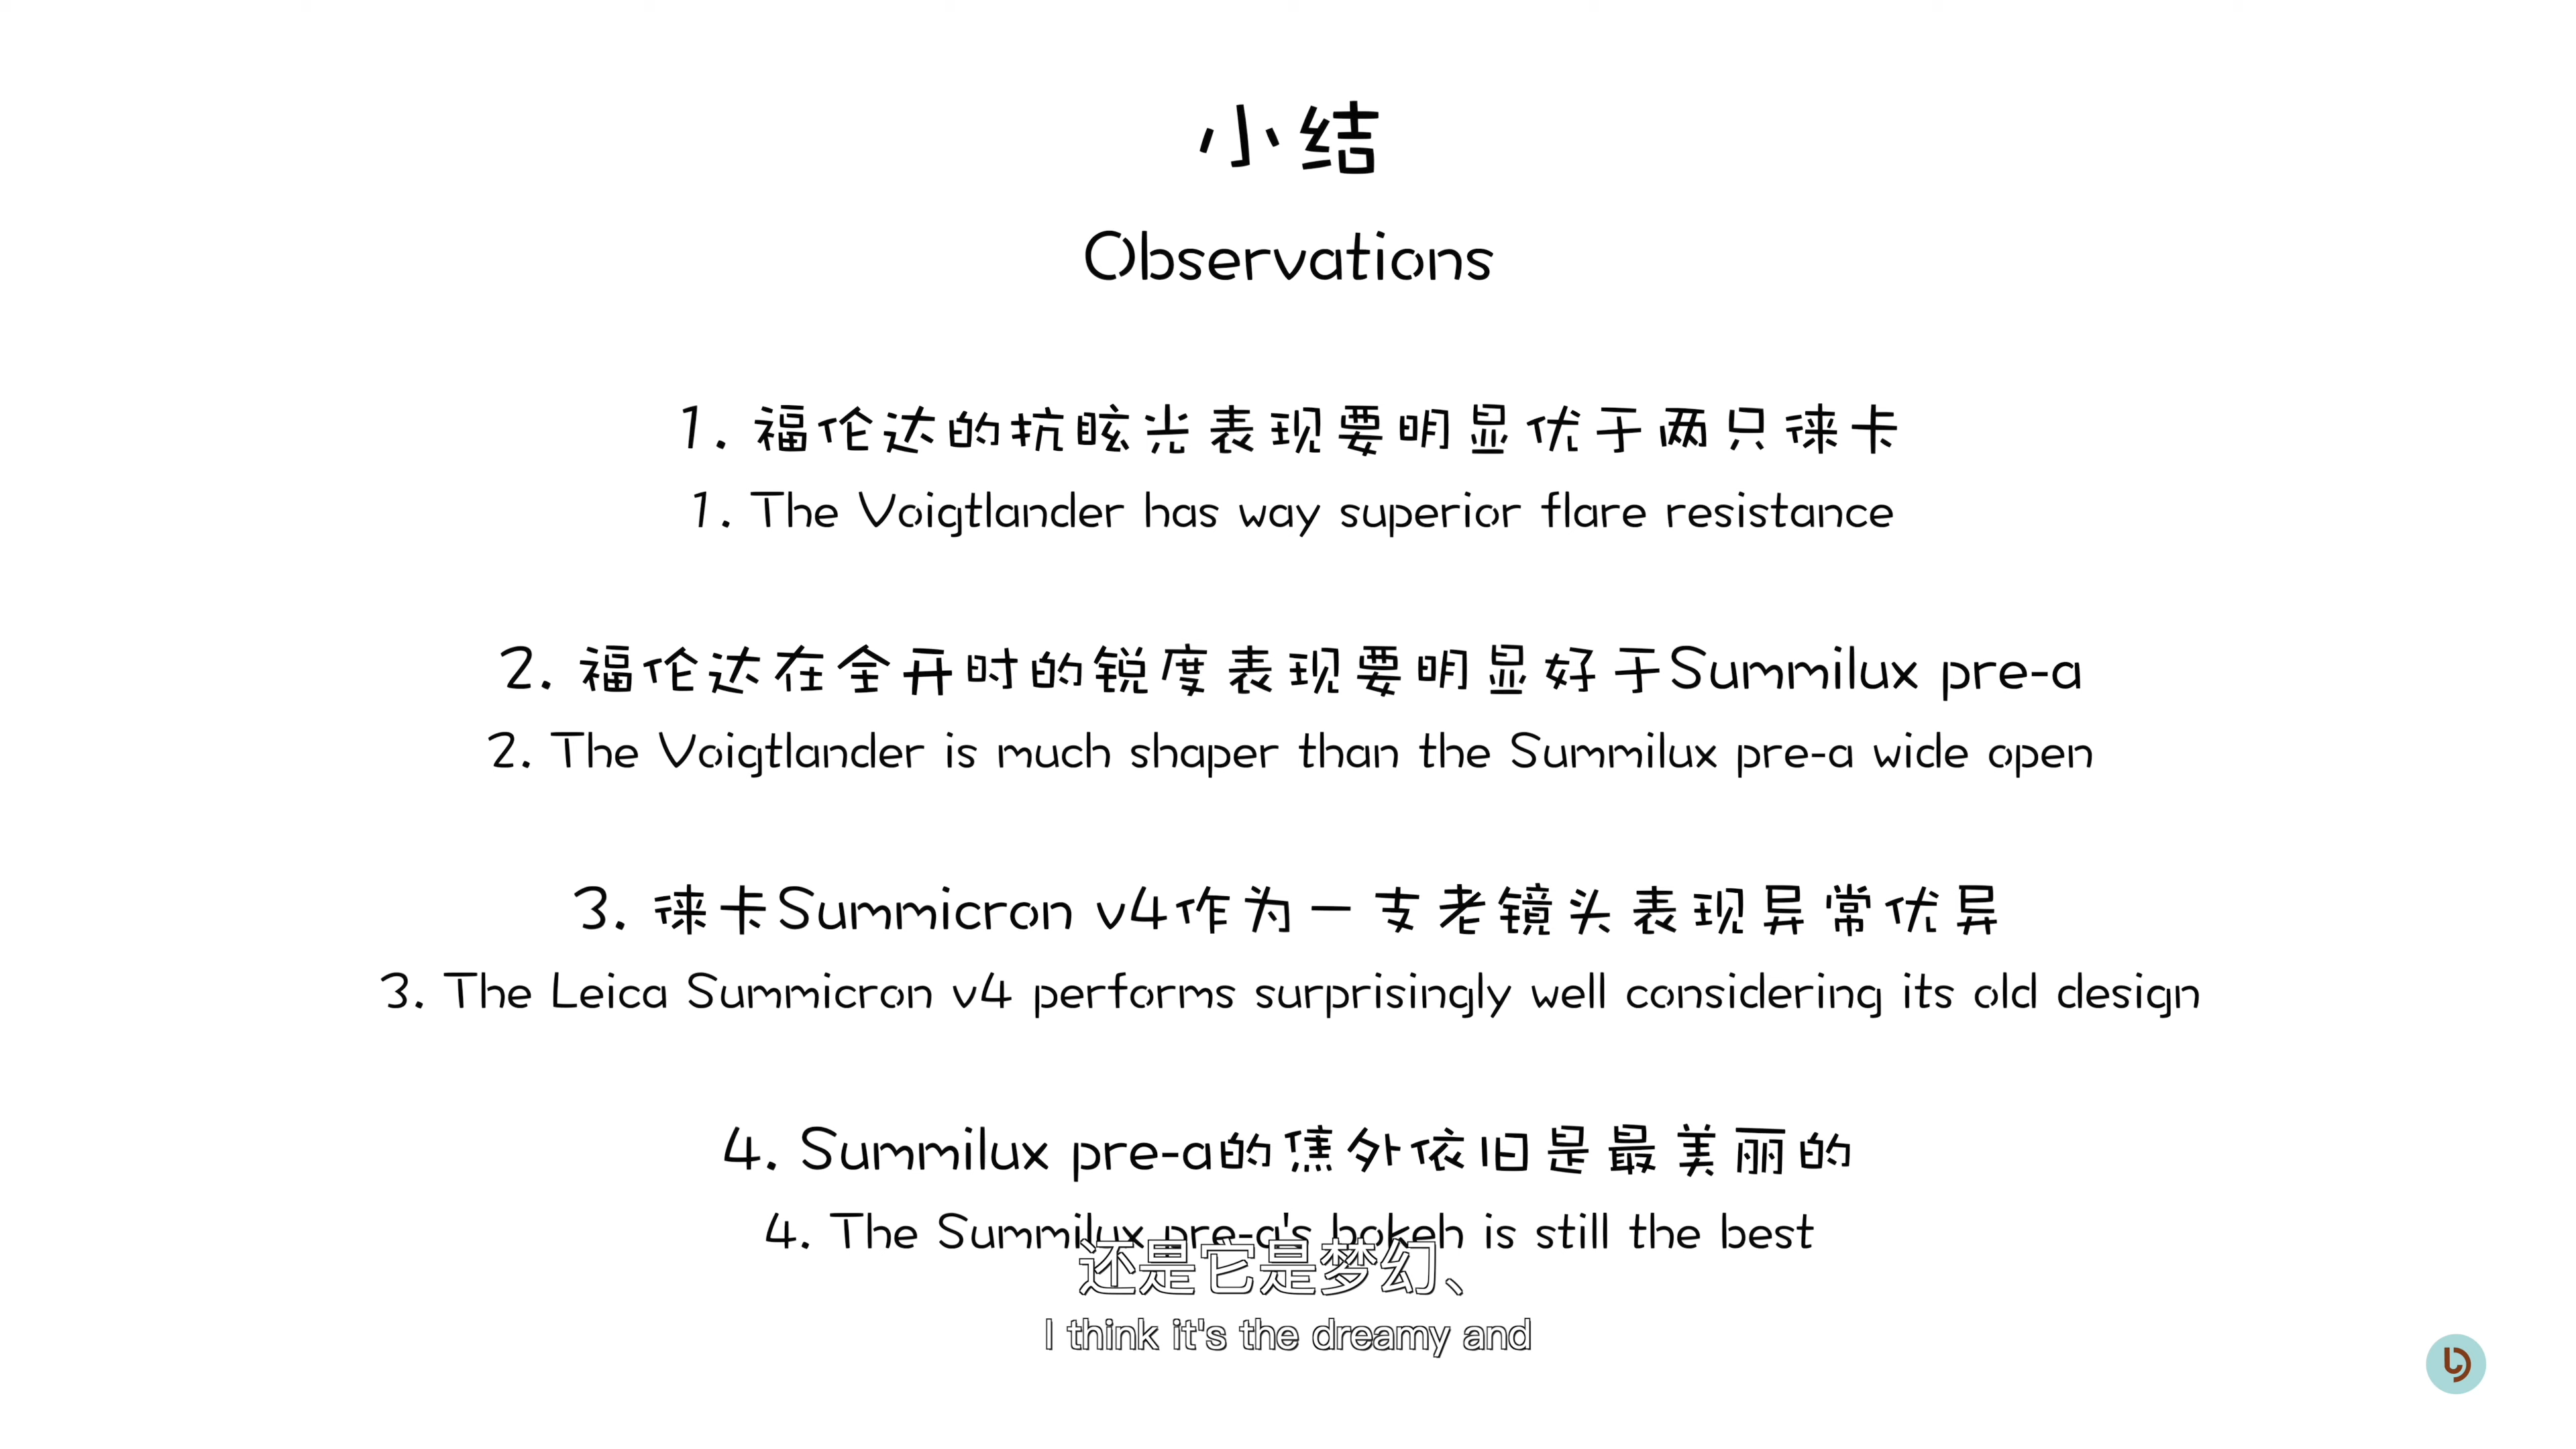 小结
Observations
1. 福伦达的抗眩光表现要明显优于两只徕卡
1. The Voigtlander has way superior flare resistance
2. 福伦达在全开时的锐度表现要明显好于Summilux pre-a
2. The Voigtlander is much shaper than the Summilux pre-a wide open
3. 徕卡Summicron v4作为一支老镜头表现异常优异
3. The Leica Summicron v4 performs surprisingly well considering its old design
4. Summilux pre-a的焦外依旧是最美丽的
4. The Summilux pre-a's bokeh is still the best
还是它是梦幻、
I think it's the dreamy and